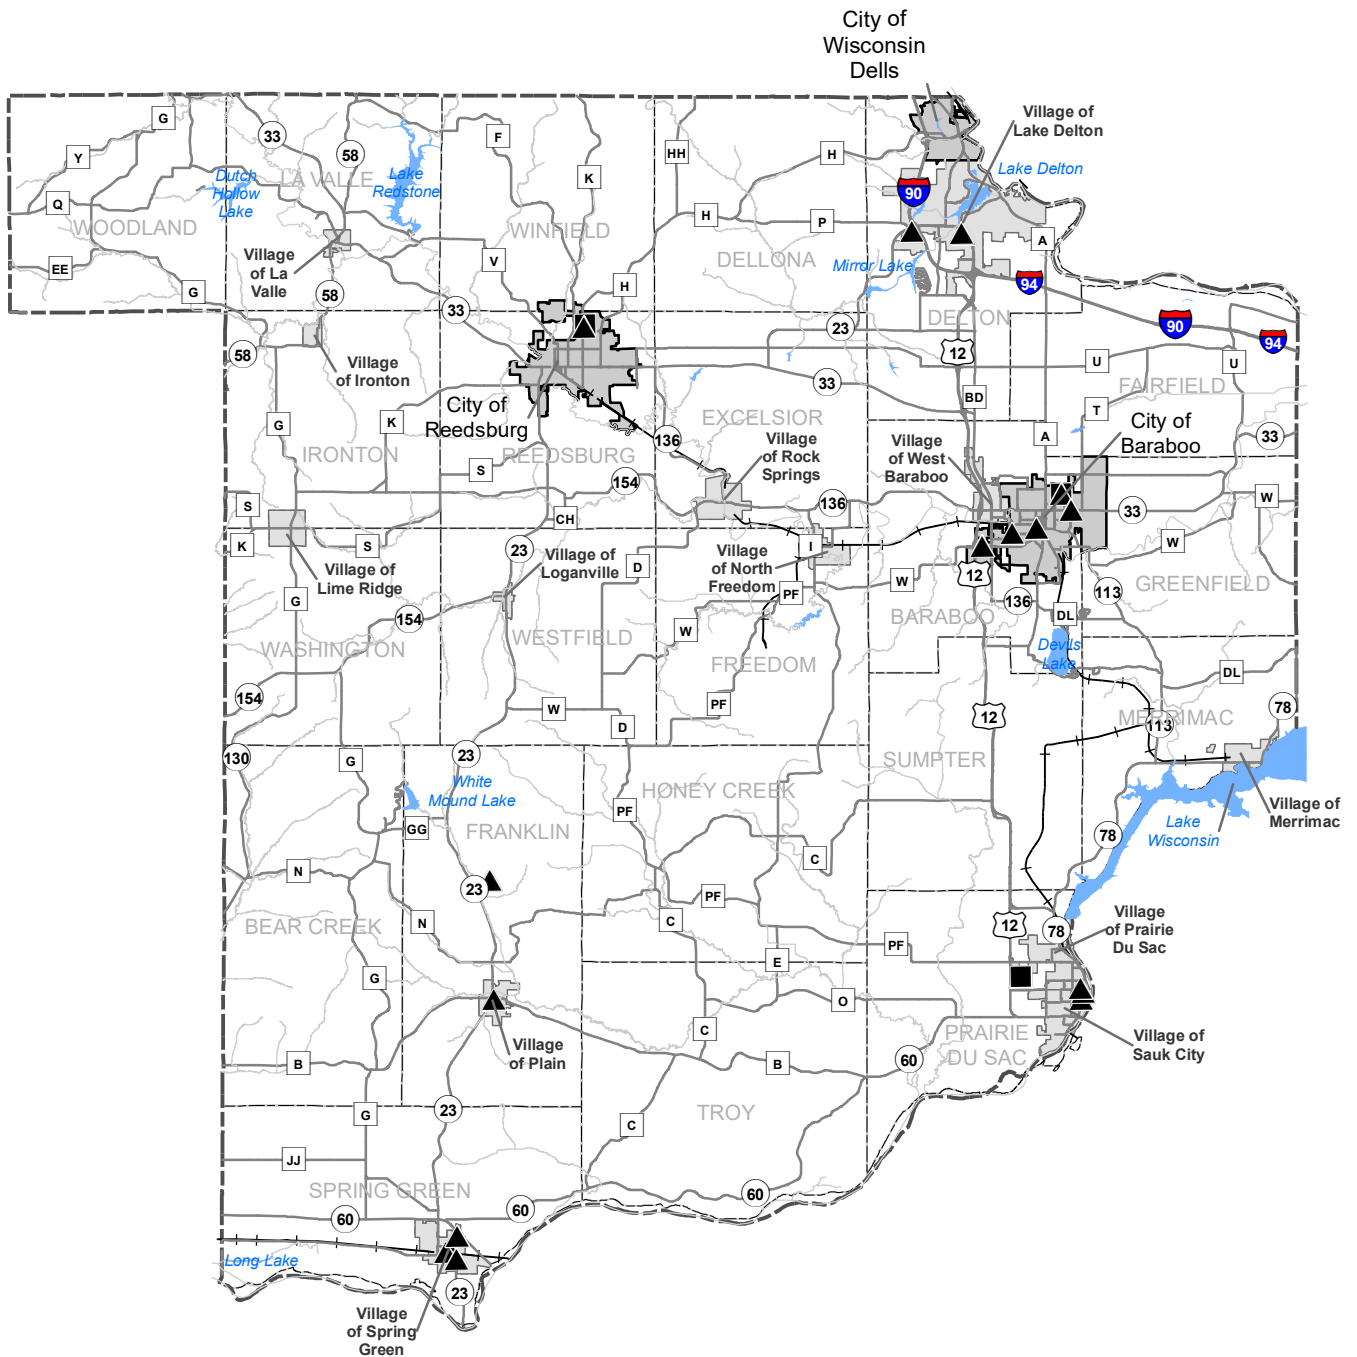 City of
Wisconsin
Dells
Village of
Lake Delton
G
33
58
F
HH
H
Y
LA VALLE
Lake
Redstone
K
Lake Delton
Dutch
Hollow
Lake
90
Q
WOODLAND
WINFIELD
H
P
A
Village
of La
Valle
DELLONA
Mirror Lake
EE
V
G
58
H
94
33
23
DELTON
90
94
58
Village
of Ironton
12
U
U
33
FAIRFIELD
City of
Reedsburg
BD
T
City of
Baraboo
G
K
EXCELSIOR
136
Village
of Rock
Springs
Village
of West
Baraboo
A
33
IRONTON
REEDSBURG
S
154
S
136
W
CH
33
K
S
23
Village of
Loganville
D
Village
of North
Freedom
I
W
Village of
Lime Ridge
12
W
GREENFIELD
PF
113
G
136
154
BARABOO
DL
WASHINGTON
WESTFIELD
W
FREEDOM
Devils
Lake
DL
154
PF
W
12
78
D
113
MERRIMAC
130
G
23
SUMPTER
White
Mound Lake
HONEY CREEK
PF
Village of
Merrimac
GG
FRANKLIN
Lake
Wisconsin
78
C
N
23
PF
BEAR CREEK
N
C
12
78
Village
of Prairie
Du Sac
PF
E
G
O
C
PRAIRIE
DU SAC
Village of
Sauk City
Village
of Plain
B
B
60
G
23
TROY
C
JJ
SPRING GREEN
60
60
60
Long Lake
23
Village
of Spring
Green